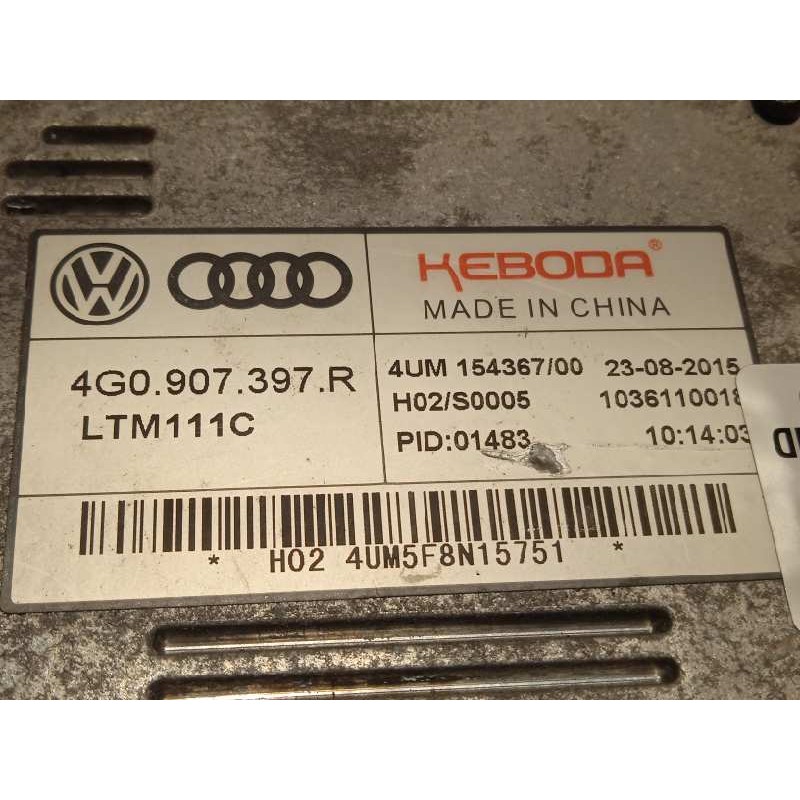 KEBODA®
MADE IN CHINA
4G0.907.397.R
LTM111C
4UM 154367/00 23-08-2015
H02/S0005 1036110018
PID:01483 10:14:03
* H02 4UM5F8N15751 *